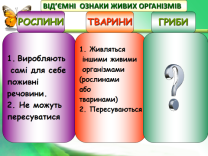 ВІД'ЄМНІ ОЗНАКИ ЖИВИХ ОРГАНІЗМІВ
РОСЛИНИ
ТВАРИНИ
ГРИБИ
1. Виробляють
самі для себе
поживні
речовини.
2. Не можуть
пересуватися
1. Живляться
іншими живими
організмами
(рослинами
або
тваринами)
2. Пересуваються
?